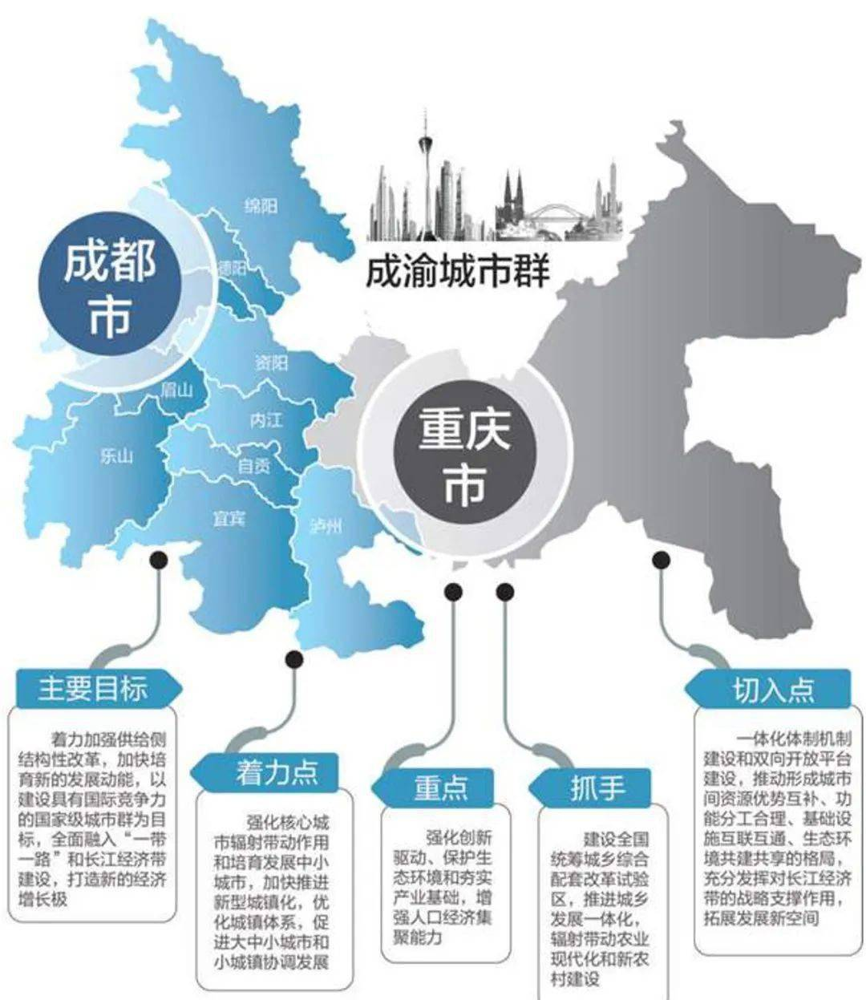 绵阳
成都
市
德阳
成渝城市群
资阳
眉山
内江
重庆
市
乐山
自贡
宜宾
泸州
主要目标
着力加强供给侧
结构性改革，加快培
育新的发展动能，以
建设具有国际竞争力
的国家级城市群为目
标，全面融入“一带
一路”和长江经济带
建设，打造新的经济
增长极
着力点
强化核心城
市辐射带动作用
和培育发展中小
城市，加快推进
新型城镇化，优
化城镇体系，促
进大中小城市和
小城镇协调发展
重点
强化创新
驱动、保护生
态环境和夯实
产业基础，增
强人口经济集
聚能力
抓手
建设全国
统筹城乡综合
配套改革试验
区，推进城乡
发展一体化，
辐射带动农业
现代化和新农
村建设
切入点
一体化体制机制
建设和双向开放平台
建设，推动形成城市
间资源优势互补、功
能分工合理、基础设
施互联互通、生态环
境共建共享的格局，
充分发挥对长江经济
带的战略支撑作用，
拓展发展新空间